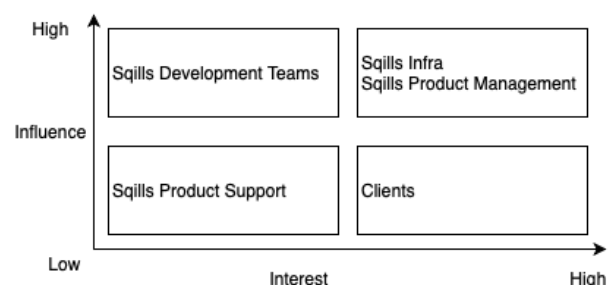 High
Sqills Development Teams
Sqills Infra
Sqills Product Management
Influence
Sqills Product Support
Clients
Low
Interest
High